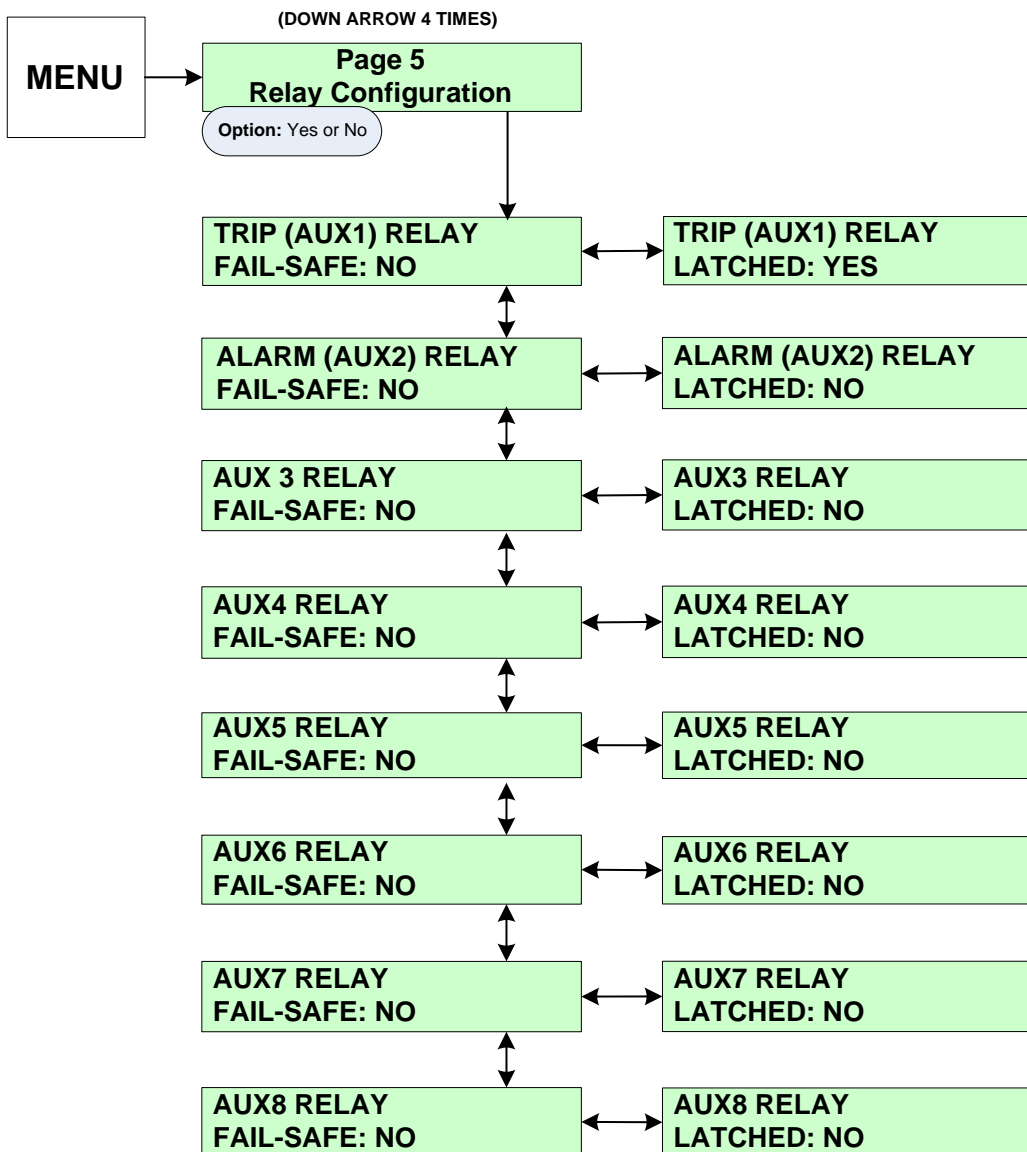 (DOWN ARROW 4 TIMES)
MENU
Page 5
Relay Configuration
Option: Yes or No
TRIP (AUX1) RELAY
FAIL-SAFE: NO
TRIP (AUX1) RELAY
LATCHED: YES
ALARM (AUX2) RELAY
FAIL-SAFE: NO
ALARM (AUX2) RELAY
LATCHED: NO
AUX 3 RELAY
FAIL-SAFE: NO
AUX3 RELAY
LATCHED: NO
AUX4 RELAY
FAIL-SAFE: NO
AUX4 RELAY
LATCHED: NO
AUX5 RELAY
FAIL-SAFE: NO
AUX5 RELAY
LATCHED: NO
AUX6 RELAY
FAIL-SAFE: NO
AUX6 RELAY
LATCHED: NO
AUX7 RELAY
FAIL-SAFE: NO
AUX7 RELAY
LATCHED: NO
AUX8 RELAY
FAIL-SAFE: NO
AUX8 RELAY
LATCHED: NO